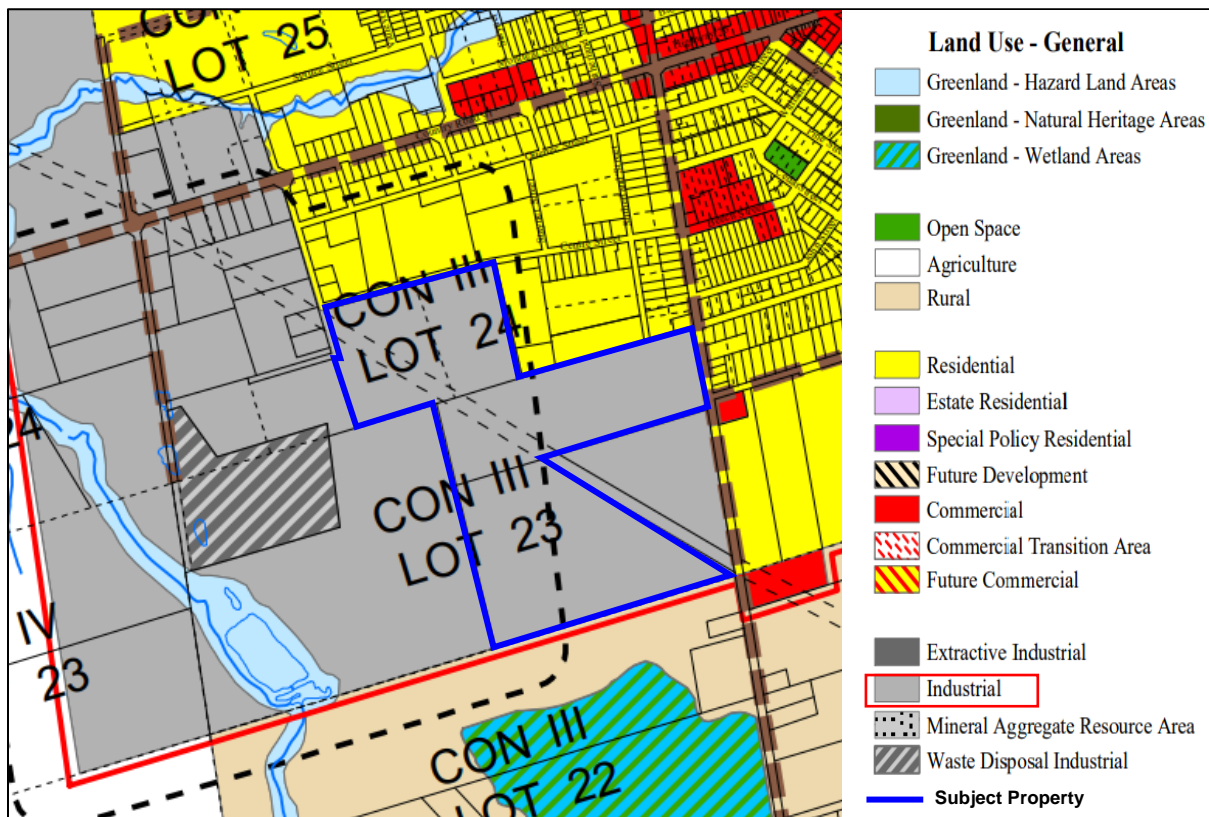 CON
LOT 25
CON III
LOT 24
CON III
LOT 23
24
IV
23
CON III
LOT 22
Centre Street
Land Use - General
Greenland - Hazard Land Areas
Greenland - Natural Heritage Areas
Greenland - Wetland Areas
Open Space
Agriculture
Rural
Residential
Estate Residential
Special Policy Residential
Future Development
Commercial
Commercial Transition Area
Future Commercial
Extractive Industrial
Industrial
Mineral Aggregate Resource Area
Waste Disposal Industrial
Subject Property